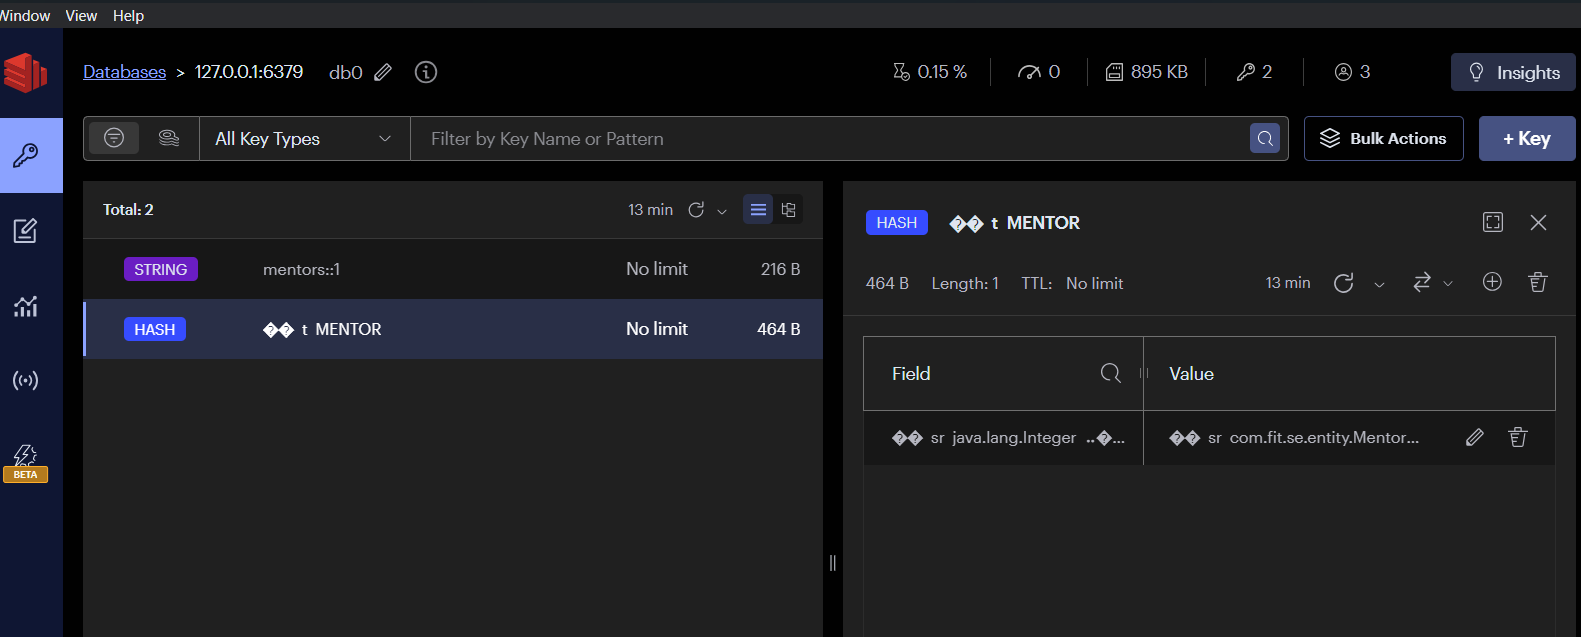 Window View Help
Databases > 127.0.0.1:6379 db0 0.15 % 0 895 KB 2 3 Insights
All Key Types Filter by Key Name or Pattern Bulk Actions + Key
Total: 2 13 min
STRING mentors::1 No limit 216 B
HASH �� t MENTOR No limit 464 B
BETA
HASH �� t MENTOR
464 B Length: 1 TTL: No limit 13 min
Field Value
�� sr java.lang.Integer ..�... �� sr com.fit.se.entity.Mentor...